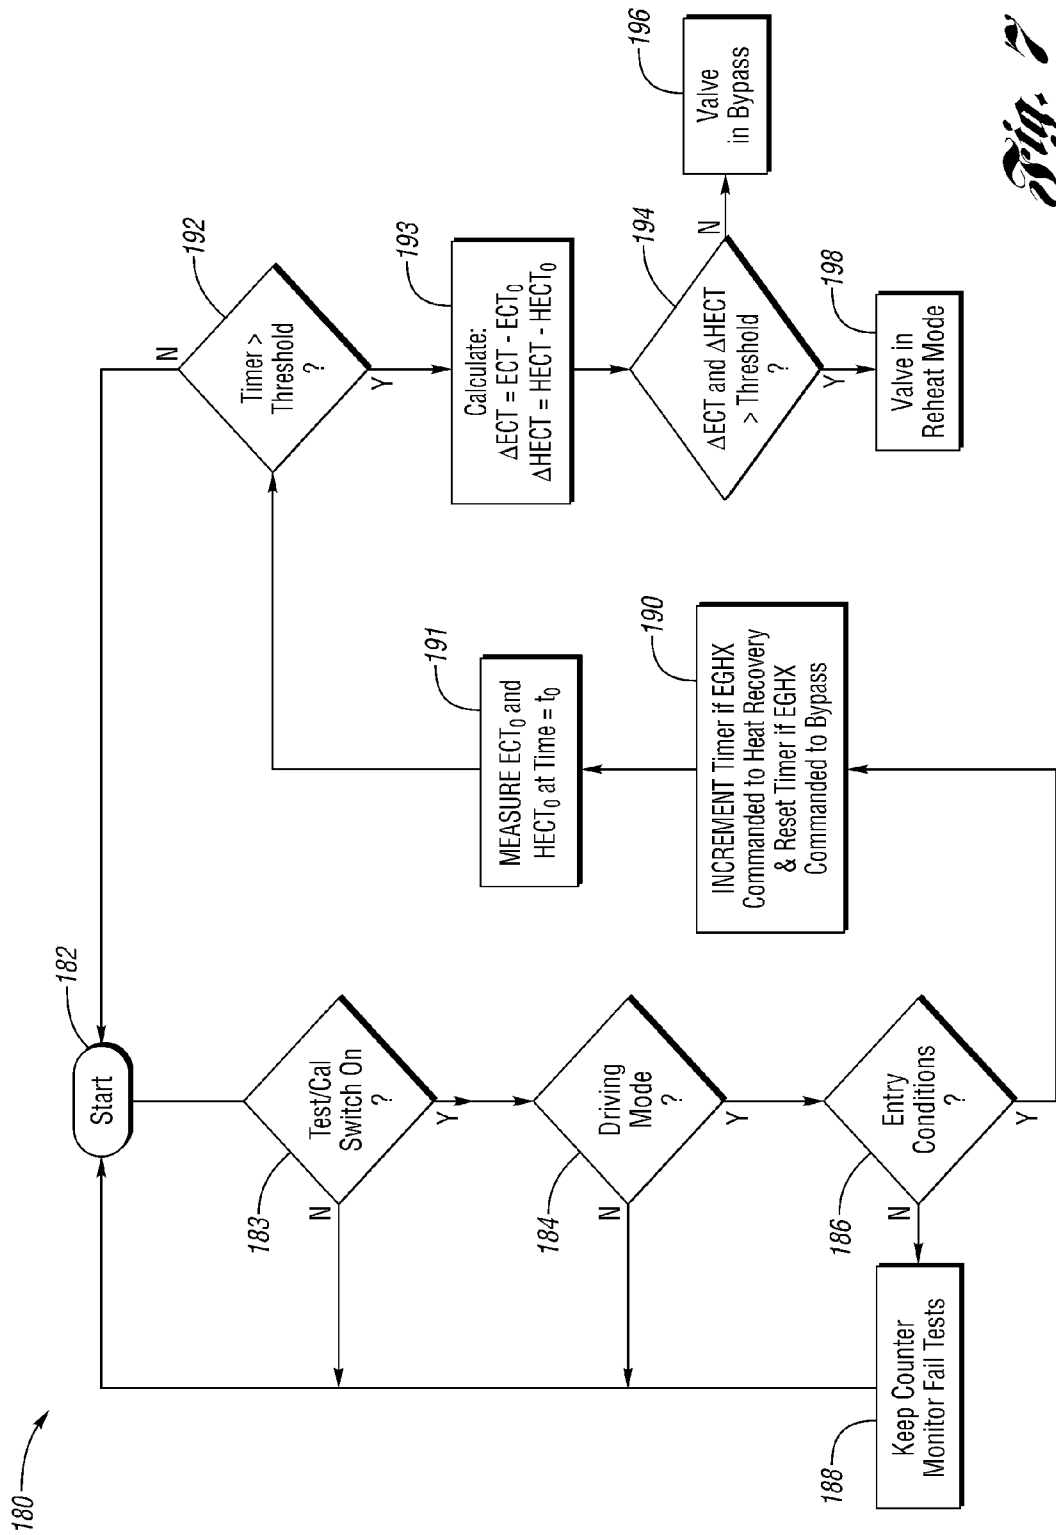 180
Start
182
Test/Cal
Switch On
?
183
N
Y
Driving
Mode
?
184
N
Y
Entry
Conditions
?
186
N
Y
Keep Counter
Monitor Fail Tests
188
INCREMENT Timer if EGHX
Commanded to Heat Recovery
& Reset Timer if EGHX
Commanded to Bypass
190
MEASURE ECT₀ and
HECT₀ at Time = t₀
191
Timer >
Threshold
?
192
N
Y
Calculate:
ΔECT = ECT - ECT₀
ΔHECT = HECT - HECT₀
193
ΔECT and ΔHECT
> Threshold
?
194
N
Y
Valve
in Bypass
196
Valve in
Reheat Mode
198
Fig. 7